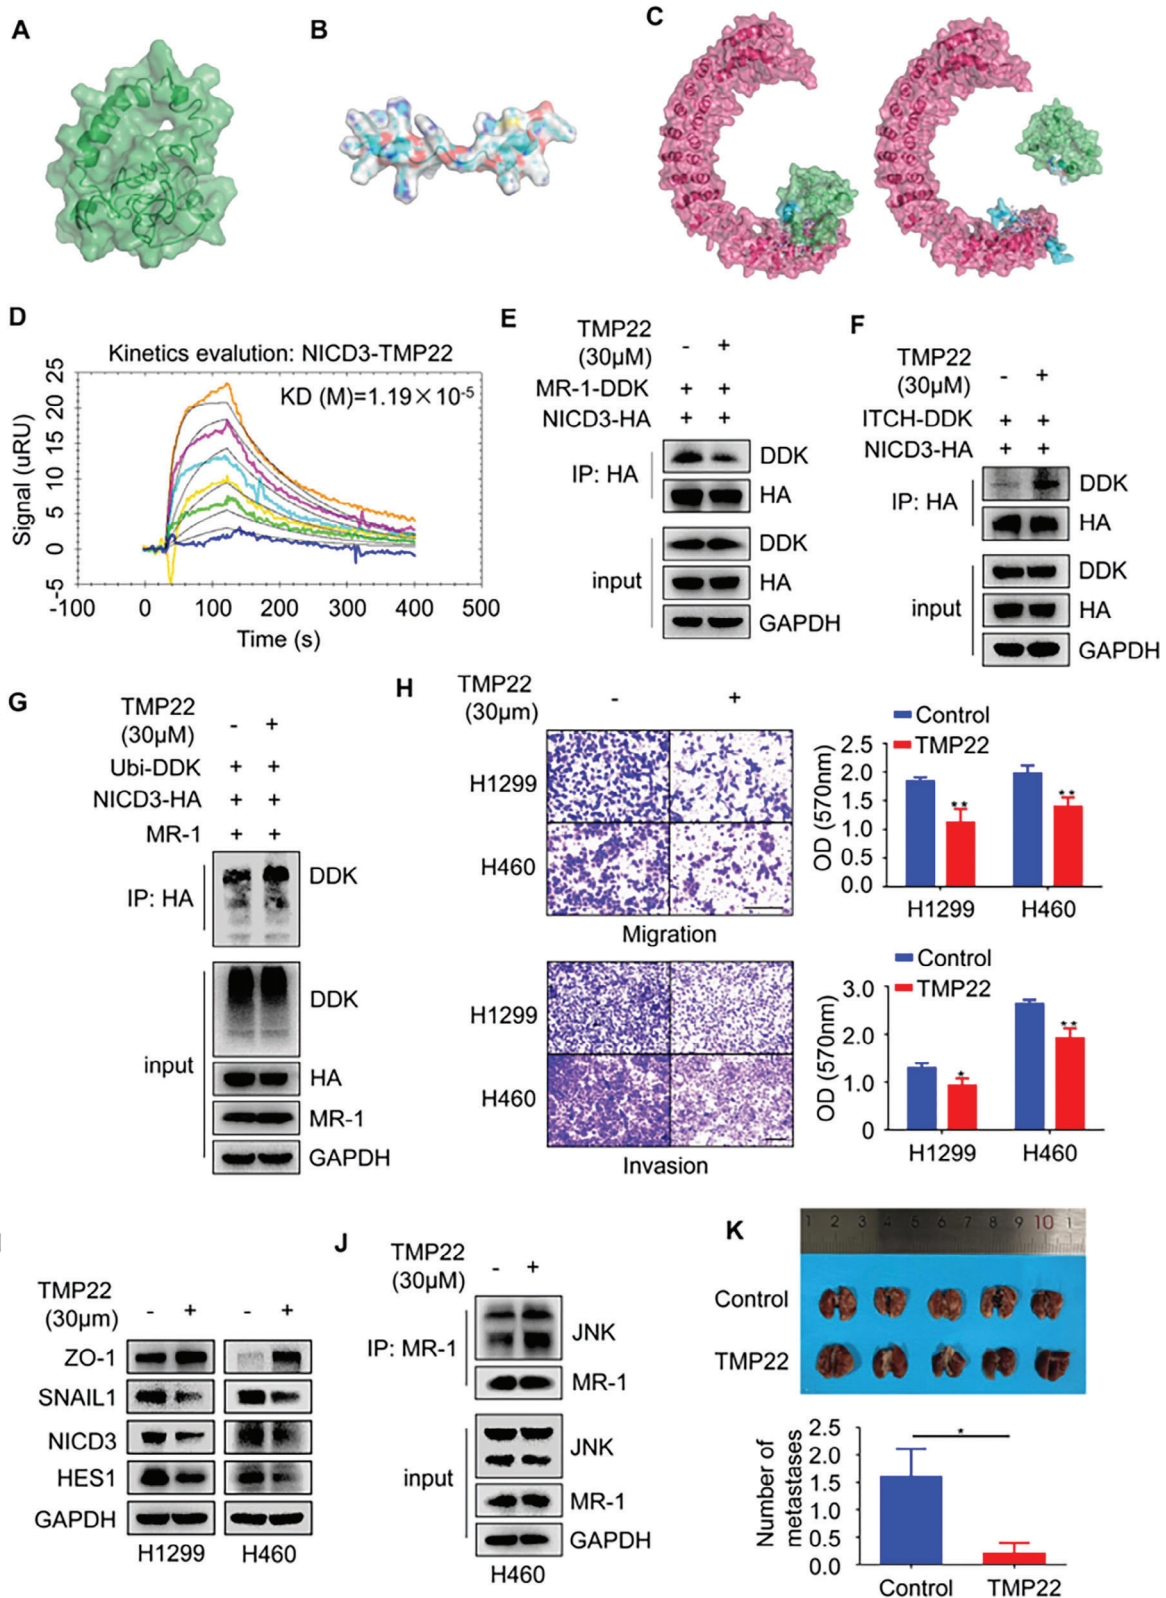 A
B
C
D
Kinetics evalution: NICD3-TMP22
KD (M)=1.19×10-5
Signal (uRU)
25
20
15
10
5
0
-5
-100 0 100 200 300 400 500
Time (s)
E
TMP22
(30μM) - +
MR-1-DDK + +
NICD3-HA + +
IP: HA
DDK
HA
input
DDK
HA
GAPDH
F
TMP22
(30μM) - +
ITCH-DDK + +
NICD3-HA + +
IP: HA
DDK
HA
input
DDK
HA
GAPDH
G
TMP22
(30μM) - +
Ubi-DDK + +
NICD3-HA + +
MR-1 + +
IP: HA
DDK
input
DDK
HA
MR-1
GAPDH
H
TMP22
(30μm) - +
H1299
H460
Migration
Control
TMP22
OD (570nm)
2.5
2.0
1.5
1.0
0.5
0.0
** **
H1299 H460
H1299
H460
Invasion
Control
TMP22
OD (570nm)
3.0
2.0
1.0
0
* **
H1299 H460
TMP22
(30μm) - + - +
ZO-1
SNAIL1
NICD3
HES1
GAPDH
H1299 H460
J
TMP22
(30μM) - +
IP: MR-1
JNK
MR-1
input
JNK
MR-1
GAPDH
H460
K
1 2 3 4 5 6 7 8 9 10 1
Control
TMP22
Number of
metastases
2.5
2.0
1.5
1.0
0.5
0.0
*
Control TMP22